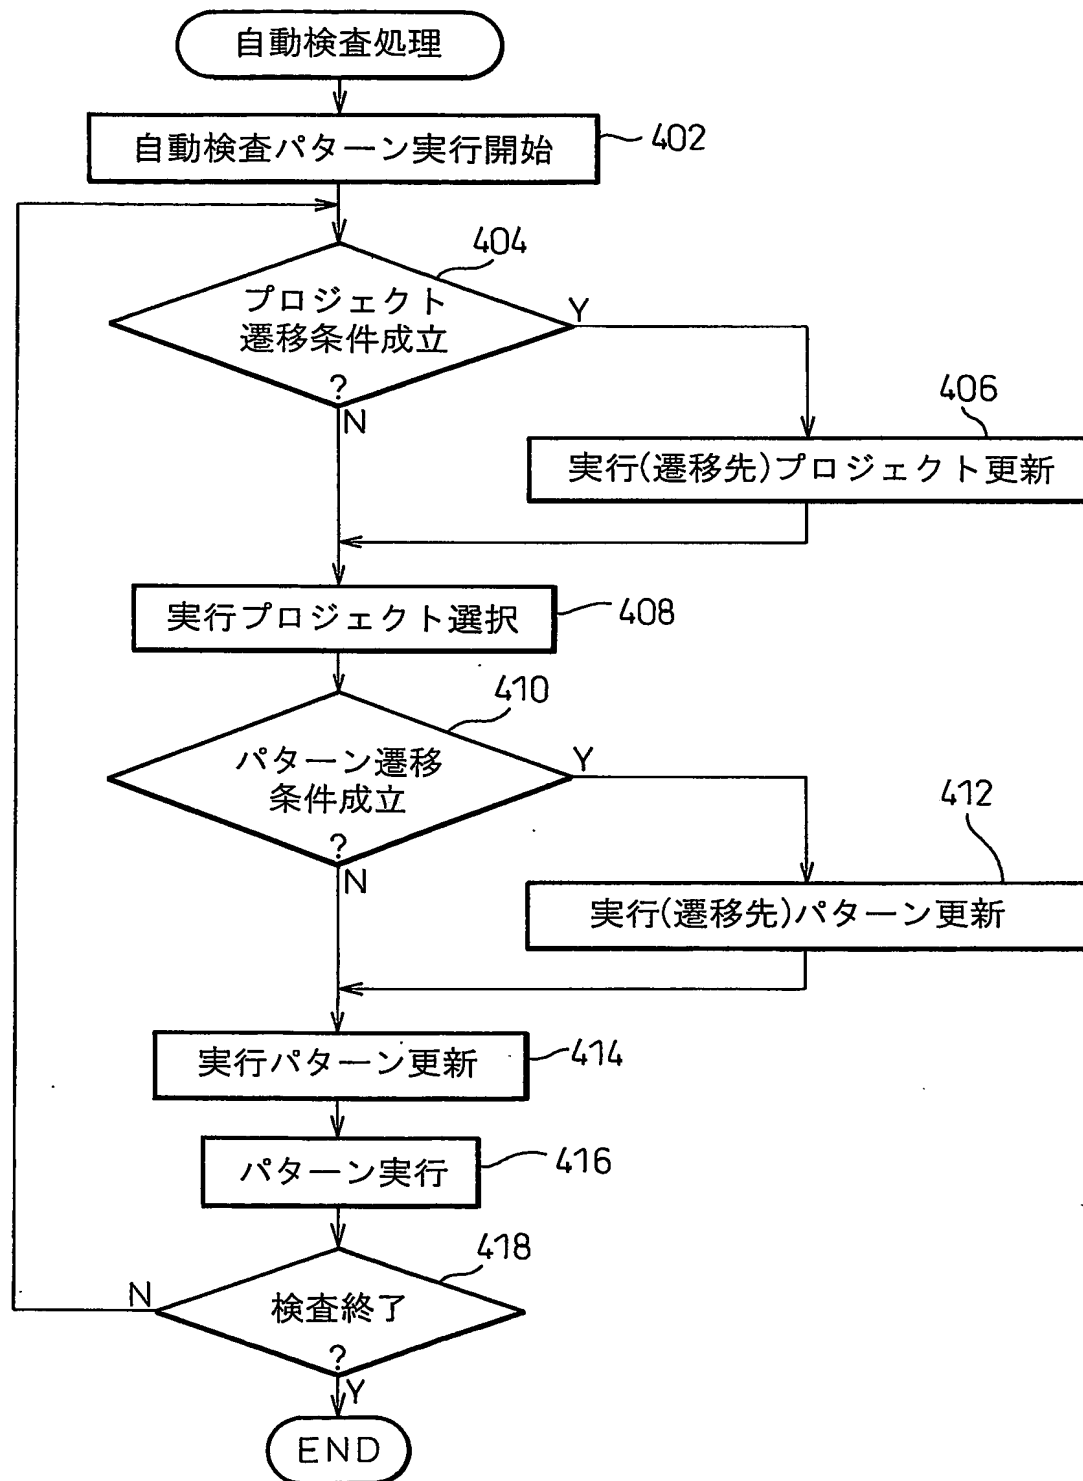 自動検査処理
自動検査パターン実行開始
402
404
プロジェクト
遷移条件成立
?
Y
N
406
実行(遷移先)プロジェクト更新
実行プロジェクト選択
408
410
パターン遷移
条件成立
?
Y
N
412
実行(遷移先)パターン更新
実行パターン更新
414
パターン実行
416
418
N
検査終了
?
Y
END